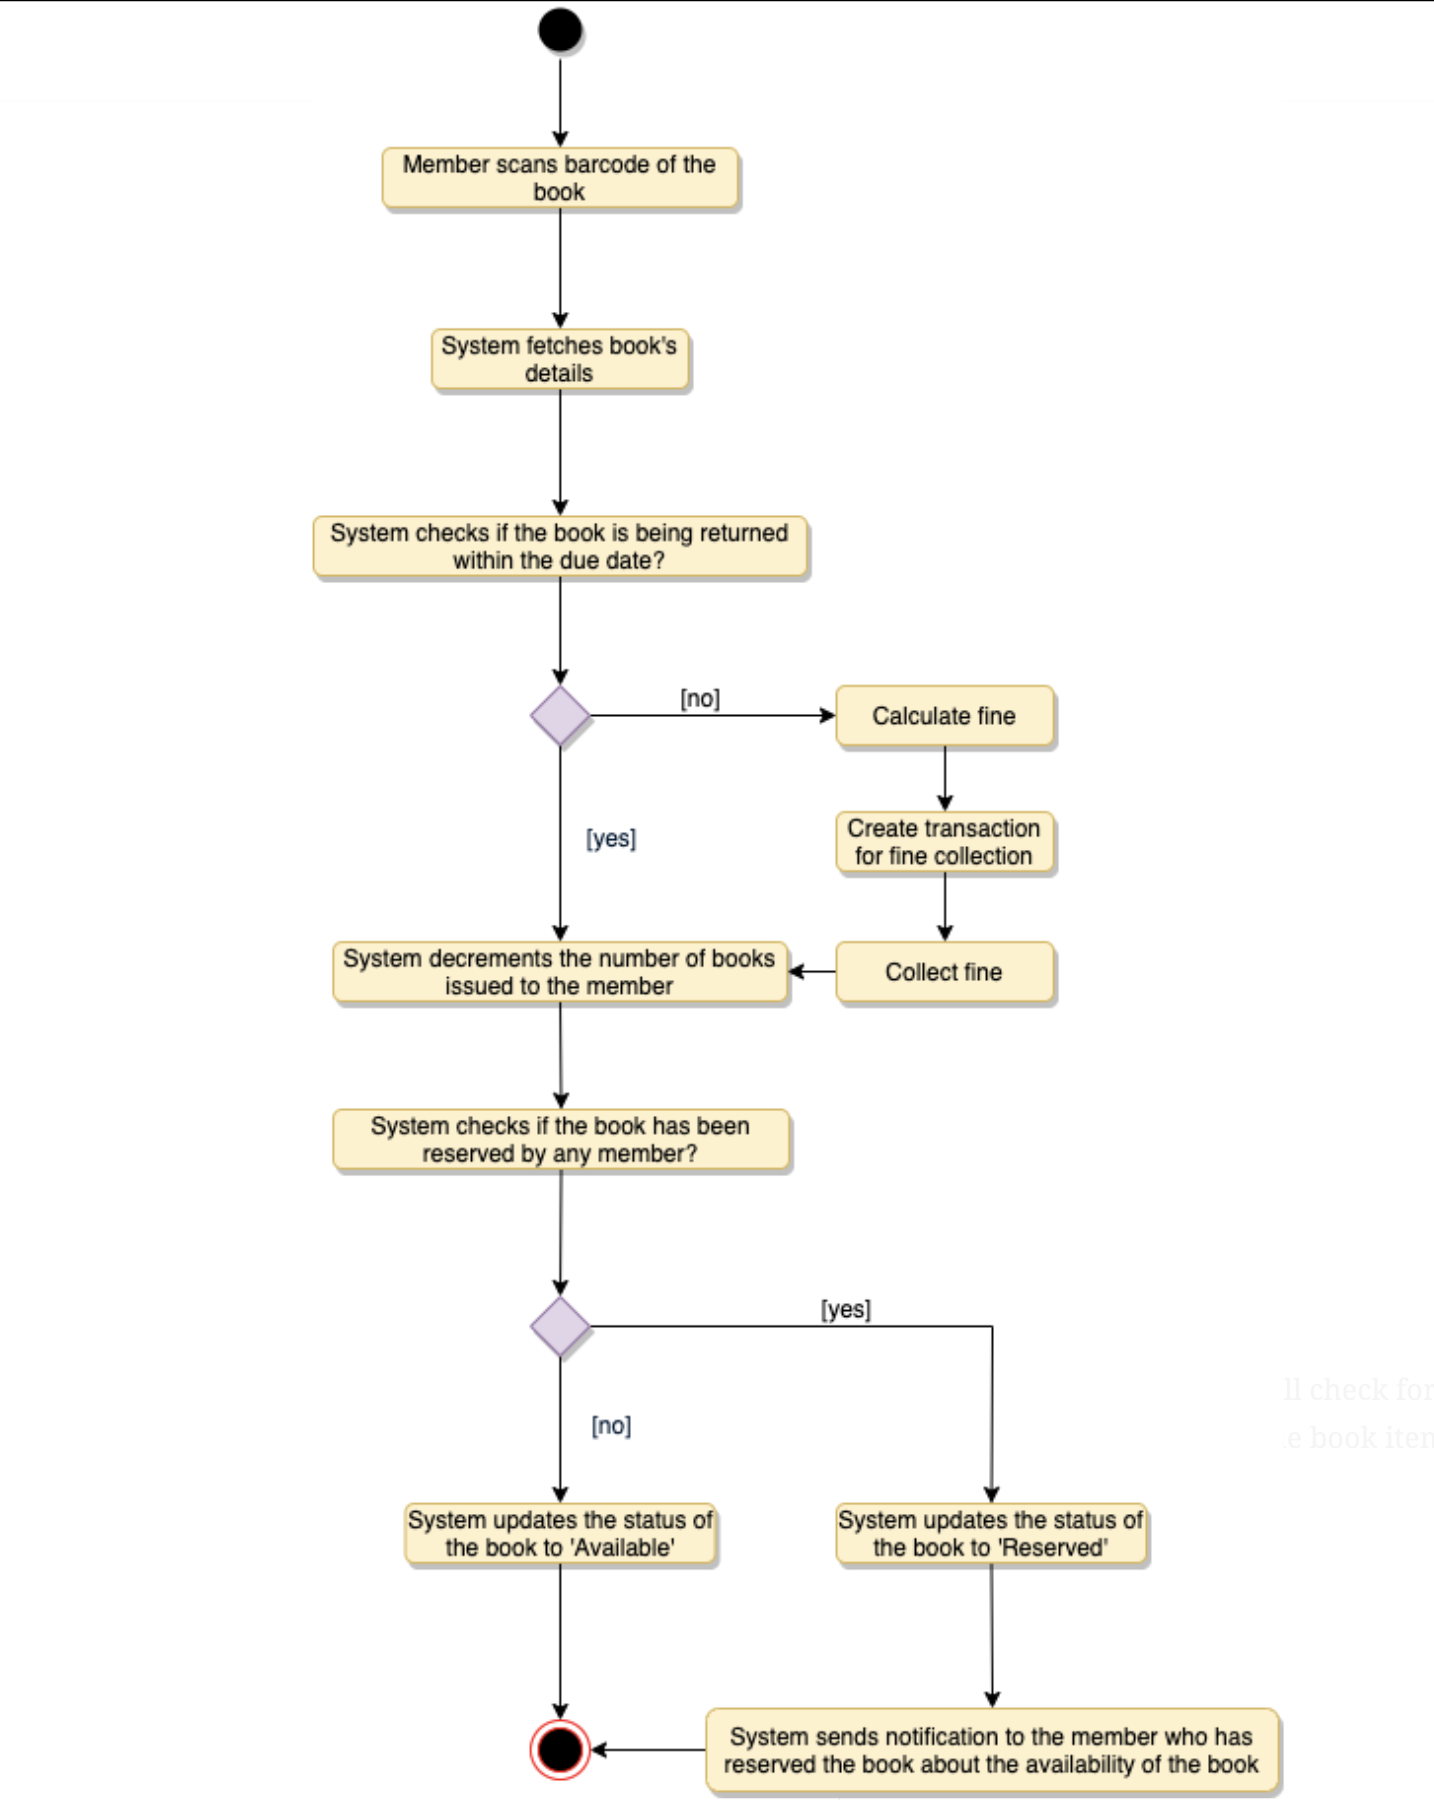 Member scans barcode of the
book
System fetches book's
details
System checks if the book is being returned
within the due date?
[no]
Calculate fine
[yes]
Create transaction
for fine collection
System decrements the number of books
issued to the member
Collect fine
System checks if the book has been
reserved by any member?
[yes]
[no]
ll check for
e book iten
System updates the status of
the book to 'Available'
System updates the status of
the book to 'Reserved'
System sends notification to the member who has
reserved the book about the availability of the book